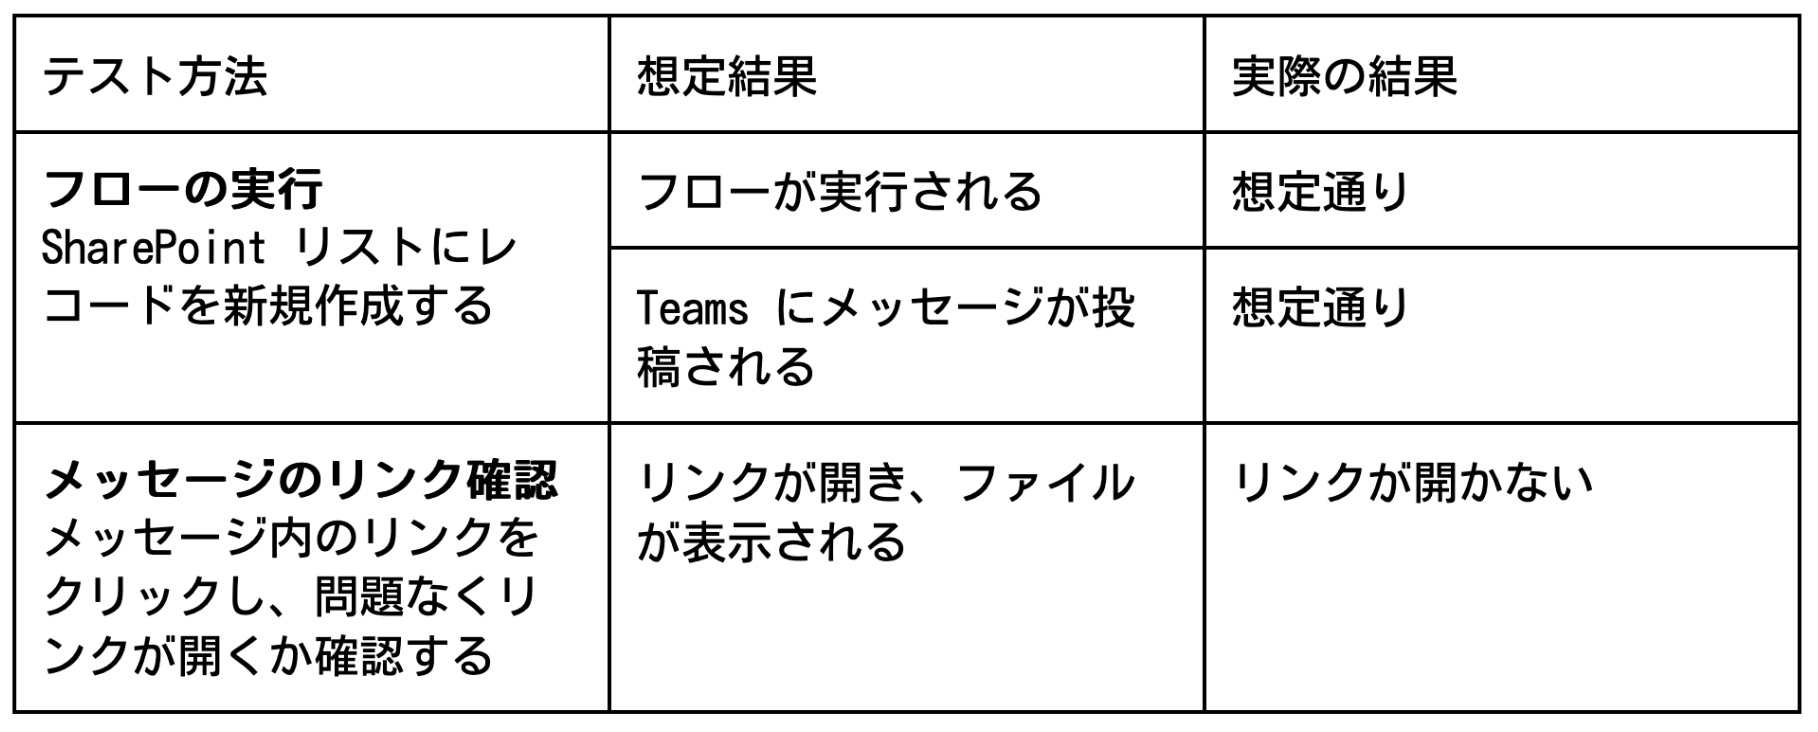 テスト方法
想定結果
実際の結果
フローの実行
SharePoint リストにレ
コードを新規作成する
フローが実行される
想定通り
Teams にメッセージが投
稿される
想定通り
メッセージのリンク確認
メッセージ内のリンクを
クリックし、問題なくリ
ンクが開くか確認する
リンクが開き、ファイル
が表示される
リンクが開かない